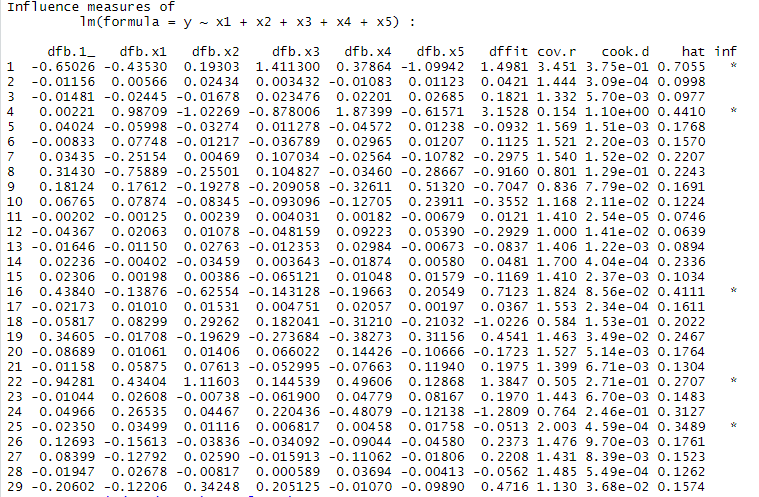 Influence measures of
lm(formula = y ~ x1 + x2 + x3 + x4 + x5) :
dfb.1_ dfb.x1 dfb.x2 dfb.x3 dfb.x4 dfb.x5 dffit cov.r cook.d hat inf
1 -0.65026 -0.43530 0.19303 1.411300 0.37864 -1.09942 1.4981 3.451 3.75e-01 0.7055 *
2 -0.01156 0.00566 0.02434 0.003432 -0.01083 0.01123 0.0421 1.444 3.09e-04 0.0998
3 -0.01481 -0.02445 -0.01678 0.023476 0.02201 0.02685 0.1821 1.332 5.70e-03 0.0977
4 0.00221 0.98709 -1.02269 -0.878006 1.87399 -0.61571 3.1528 0.154 1.10e+00 0.4410 *
5 0.04024 -0.05998 -0.03274 0.011278 -0.04572 0.01238 -0.0932 1.569 1.51e-03 0.1768
6 -0.00833 0.07748 -0.01217 -0.036789 0.02965 0.01207 0.1125 1.521 2.20e-03 0.1570
7 0.03435 -0.25154 0.00469 0.107034 -0.02564 -0.10782 -0.2975 1.540 1.52e-02 0.2207
8 0.31430 -0.75889 -0.25501 0.104827 -0.03460 -0.28667 -0.9160 0.801 1.29e-01 0.2243
9 0.18124 0.17612 -0.19278 -0.209058 -0.32611 0.51320 -0.7047 0.836 7.79e-02 0.1691
10 0.06765 0.07874 -0.08345 -0.093096 -0.12705 0.23911 -0.3552 1.168 2.11e-02 0.1224
11 -0.00202 -0.00125 0.00239 0.004031 0.00182 -0.00679 0.0121 1.410 2.54e-05 0.0746
12 -0.04367 0.02063 0.01078 -0.048159 0.09223 0.05390 -0.2929 1.000 1.41e-02 0.0639
13 -0.01646 -0.01150 0.02763 -0.012353 0.02984 -0.00673 -0.0837 1.406 1.22e-03 0.0894
14 0.02236 -0.00402 -0.03459 0.003643 -0.01874 0.00580 0.0481 1.700 4.04e-04 0.2336
15 0.02306 0.00198 0.00386 -0.065121 0.01048 0.01579 -0.1169 1.410 2.37e-03 0.1034
16 0.43840 -0.13876 -0.62554 -0.143128 -0.19663 0.20549 0.7123 1.824 8.56e-02 0.4111 *
17 -0.02173 0.01010 0.01531 0.004751 0.02057 0.00197 0.0367 1.553 2.34e-04 0.1611
18 -0.05817 0.08299 0.29262 0.182041 -0.31210 -0.21032 -1.0226 0.584 1.53e-01 0.2022
19 0.34605 -0.01708 -0.19629 -0.273684 -0.38273 0.31156 0.4541 1.463 3.49e-02 0.2467
20 -0.08689 0.01061 0.01406 0.066022 0.14426 -0.10666 -0.1723 1.527 5.14e-03 0.1764
21 -0.01158 0.05875 0.07613 -0.052995 -0.07663 0.11940 0.1975 1.399 6.71e-03 0.1304
22 -0.94281 0.43404 1.11603 0.144539 0.49606 0.12868 1.3847 0.505 2.71e-01 0.2707 *
23 -0.01044 0.02608 -0.00738 -0.061900 0.04779 0.08167 0.1970 1.443 6.70e-03 0.1483
24 0.04966 0.26535 0.04467 0.220436 -0.48079 -0.12138 -1.2809 0.764 2.46e-01 0.3127
25 -0.02350 0.03499 0.01116 0.006817 0.00458 0.01758 -0.0513 2.003 4.59e-04 0.3489 *
26 0.12693 -0.15613 -0.03836 -0.034092 -0.09044 -0.04580 0.2373 1.476 9.70e-03 0.1761
27 0.08399 -0.12792 0.02590 -0.015913 -0.11062 -0.01806 0.2208 1.431 8.39e-03 0.1523
28 -0.01947 0.02678 -0.00817 0.000589 0.03694 -0.00413 -0.0562 1.485 5.49e-04 0.1262
29 -0.20602 -0.12206 0.34248 0.205125 -0.01070 -0.09890 0.4716 1.130 3.68e-02 0.1574